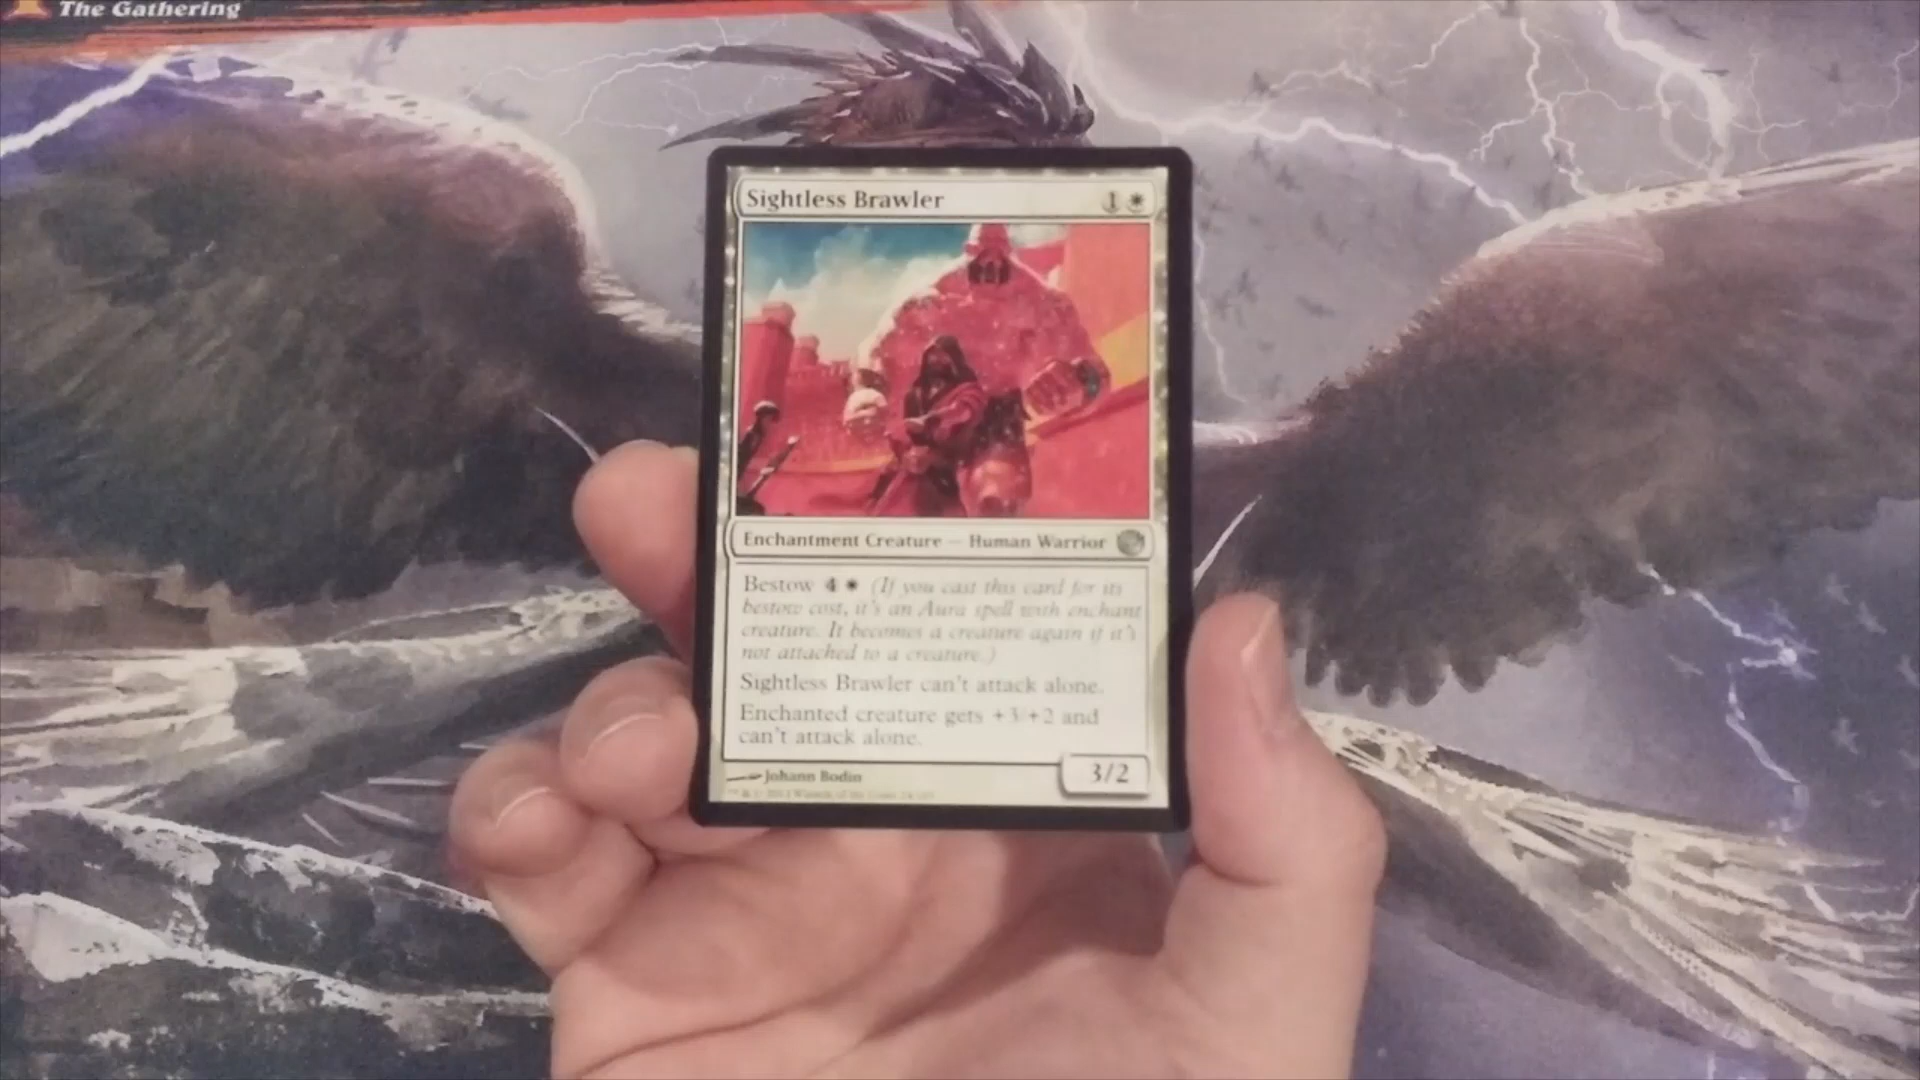 The Gathering
Sightless Brawler 1
Enchantment Creature — Human Warrior
Bestow 4 (If you cast this card for its
bestow cost, it's an Aura spell with enchant
creature. It becomes a creature again if it's
not attached to a creature.)
Sightless Brawler can't attack alone.
Enchanted creature gets +3/+2 and
can't attack alone.
Johann Bodin
3/2